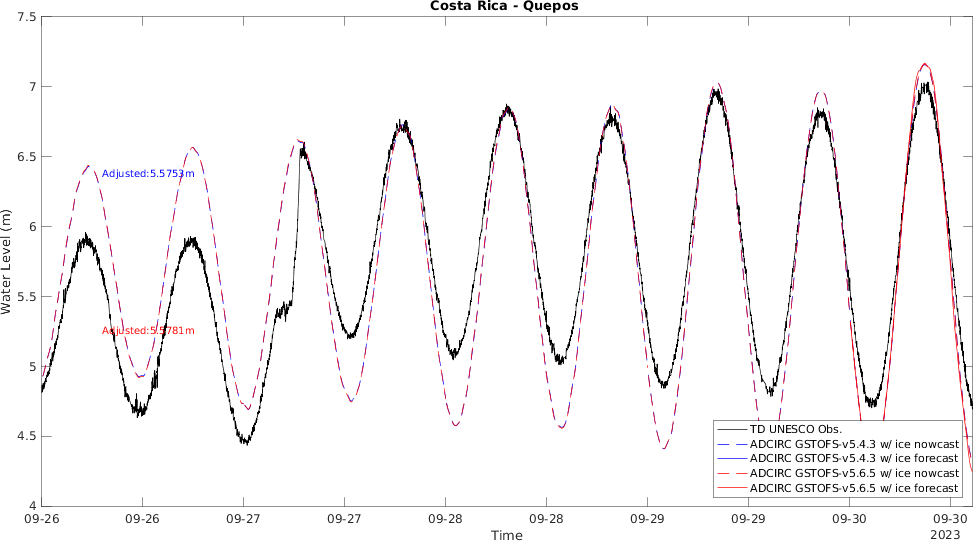 Costa Rica - Quepos
7.5
7
6.5
6
5.5
5
4.5
4
Water Level (m)
Adjusted:5.5753m
Adjusted:5.5781m
TD UNESCO Obs.
ADCIRC GSTOFS-v5.4.3 w/ ice nowcast
ADCIRC GSTOFS-v5.4.3 w/ ice forecast
ADCIRC GSTOFS-v5.6.5 w/ ice nowcast
ADCIRC GSTOFS-v5.6.5 w/ ice forecast
09-26 09-26 09-27 09-27 09-28 09-28 09-29 09-29 09-30 09-30
2023
Time